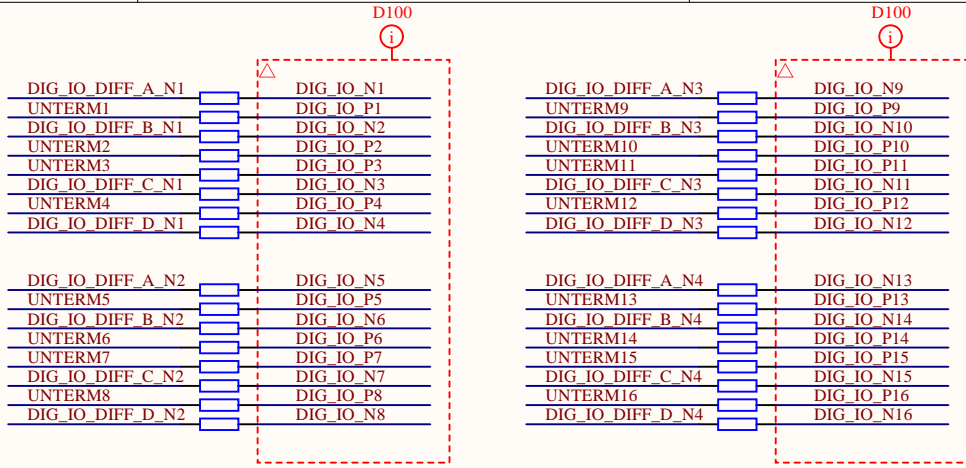 D100
i
DIG_IO_DIFF_A_N1 DIG_IO_N1
UNTERM1 DIG_IO_P1
DIG_IO_DIFF_B_N1 DIG_IO_N2
UNTERM2 DIG_IO_P2
UNTERM3 DIG_IO_P3
DIG_IO_DIFF_C_N1 DIG_IO_N3
UNTERM4 DIG_IO_P4
DIG_IO_DIFF_D_N1 DIG_IO_N4
DIG_IO_DIFF_A_N2 DIG_IO_N5
UNTERM5 DIG_IO_P5
DIG_IO_DIFF_B_N2 DIG_IO_N6
UNTERM6 DIG_IO_P6
UNTERM7 DIG_IO_P7
DIG_IO_DIFF_C_N2 DIG_IO_N7
UNTERM8 DIG_IO_P8
DIG_IO_DIFF_D_N2 DIG_IO_N8
D100
i
DIG_IO_DIFF_A_N3 DIG_IO_N9
UNTERM9 DIG_IO_P9
DIG_IO_DIFF_B_N3 DIG_IO_N10
UNTERM10 DIG_IO_P10
UNTERM11 DIG_IO_P11
DIG_IO_DIFF_C_N3 DIG_IO_N11
UNTERM12 DIG_IO_P12
DIG_IO_DIFF_D_N3 DIG_IO_N12
DIG_IO_DIFF_A_N4 DIG_IO_N13
UNTERM13 DIG_IO_P13
DIG_IO_DIFF_B_N4 DIG_IO_N14
UNTERM14 DIG_IO_P14
UNTERM15 DIG_IO_P15
DIG_IO_DIFF_C_N4 DIG_IO_N15
UNTERM16 DIG_IO_P16
DIG_IO_DIFF_D_N4 DIG_IO_N16